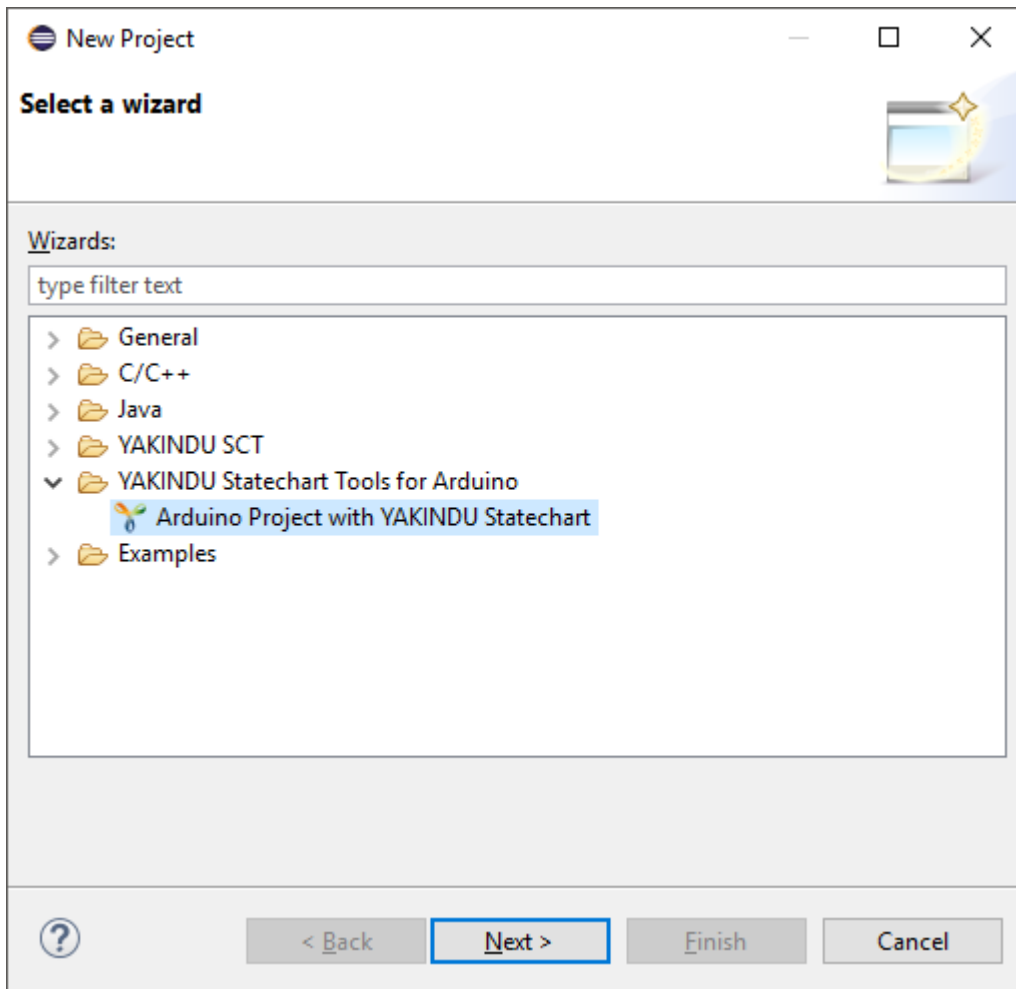 New Project
Select a wizard
Wizards:
type filter text
General
C/C++
Java
YAKINDU SCT
YAKINDU Statechart Tools for Arduino
Arduino Project with YAKINDU Statechart
Examples
? < Back Next > Finish Cancel